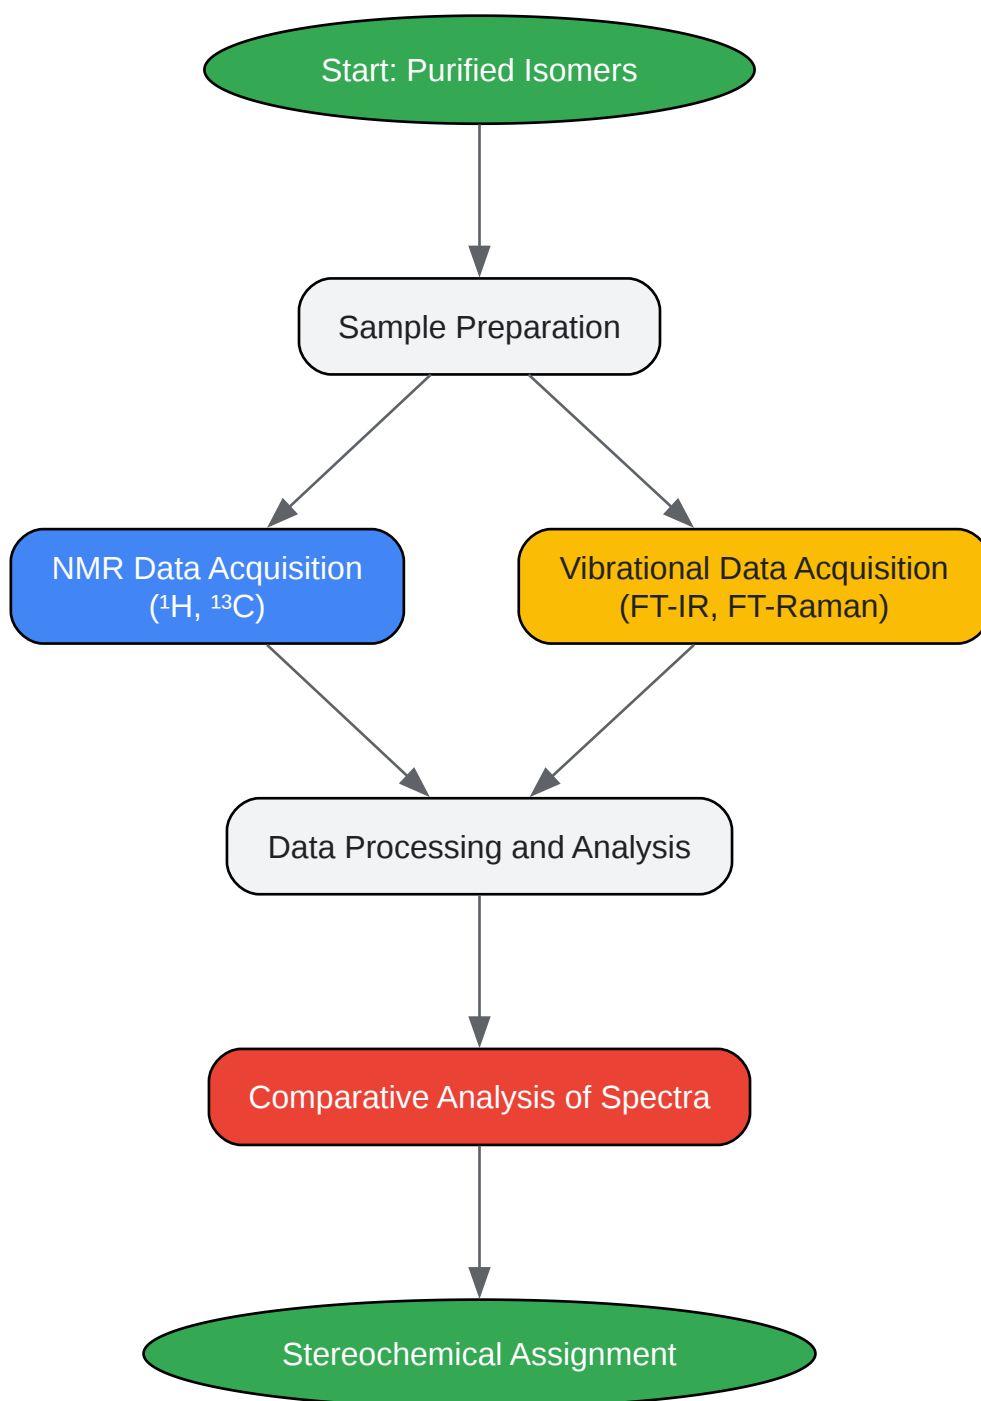 Start: Purified Isomers
Sample Preparation
NMR Data Acquisition
(¹H, ¹³C)
Vibrational Data Acquisition
(FT-IR, FT-Raman)
Data Processing and Analysis
Comparative Analysis of Spectra
Stereochemical Assignment